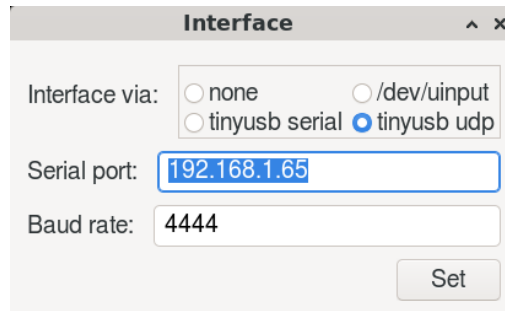 Interface
Interface via: none /dev/uinput
tinyusb serial tinyusb udp
Serial port: 192.168.1.65
Baud rate: 4444
Set